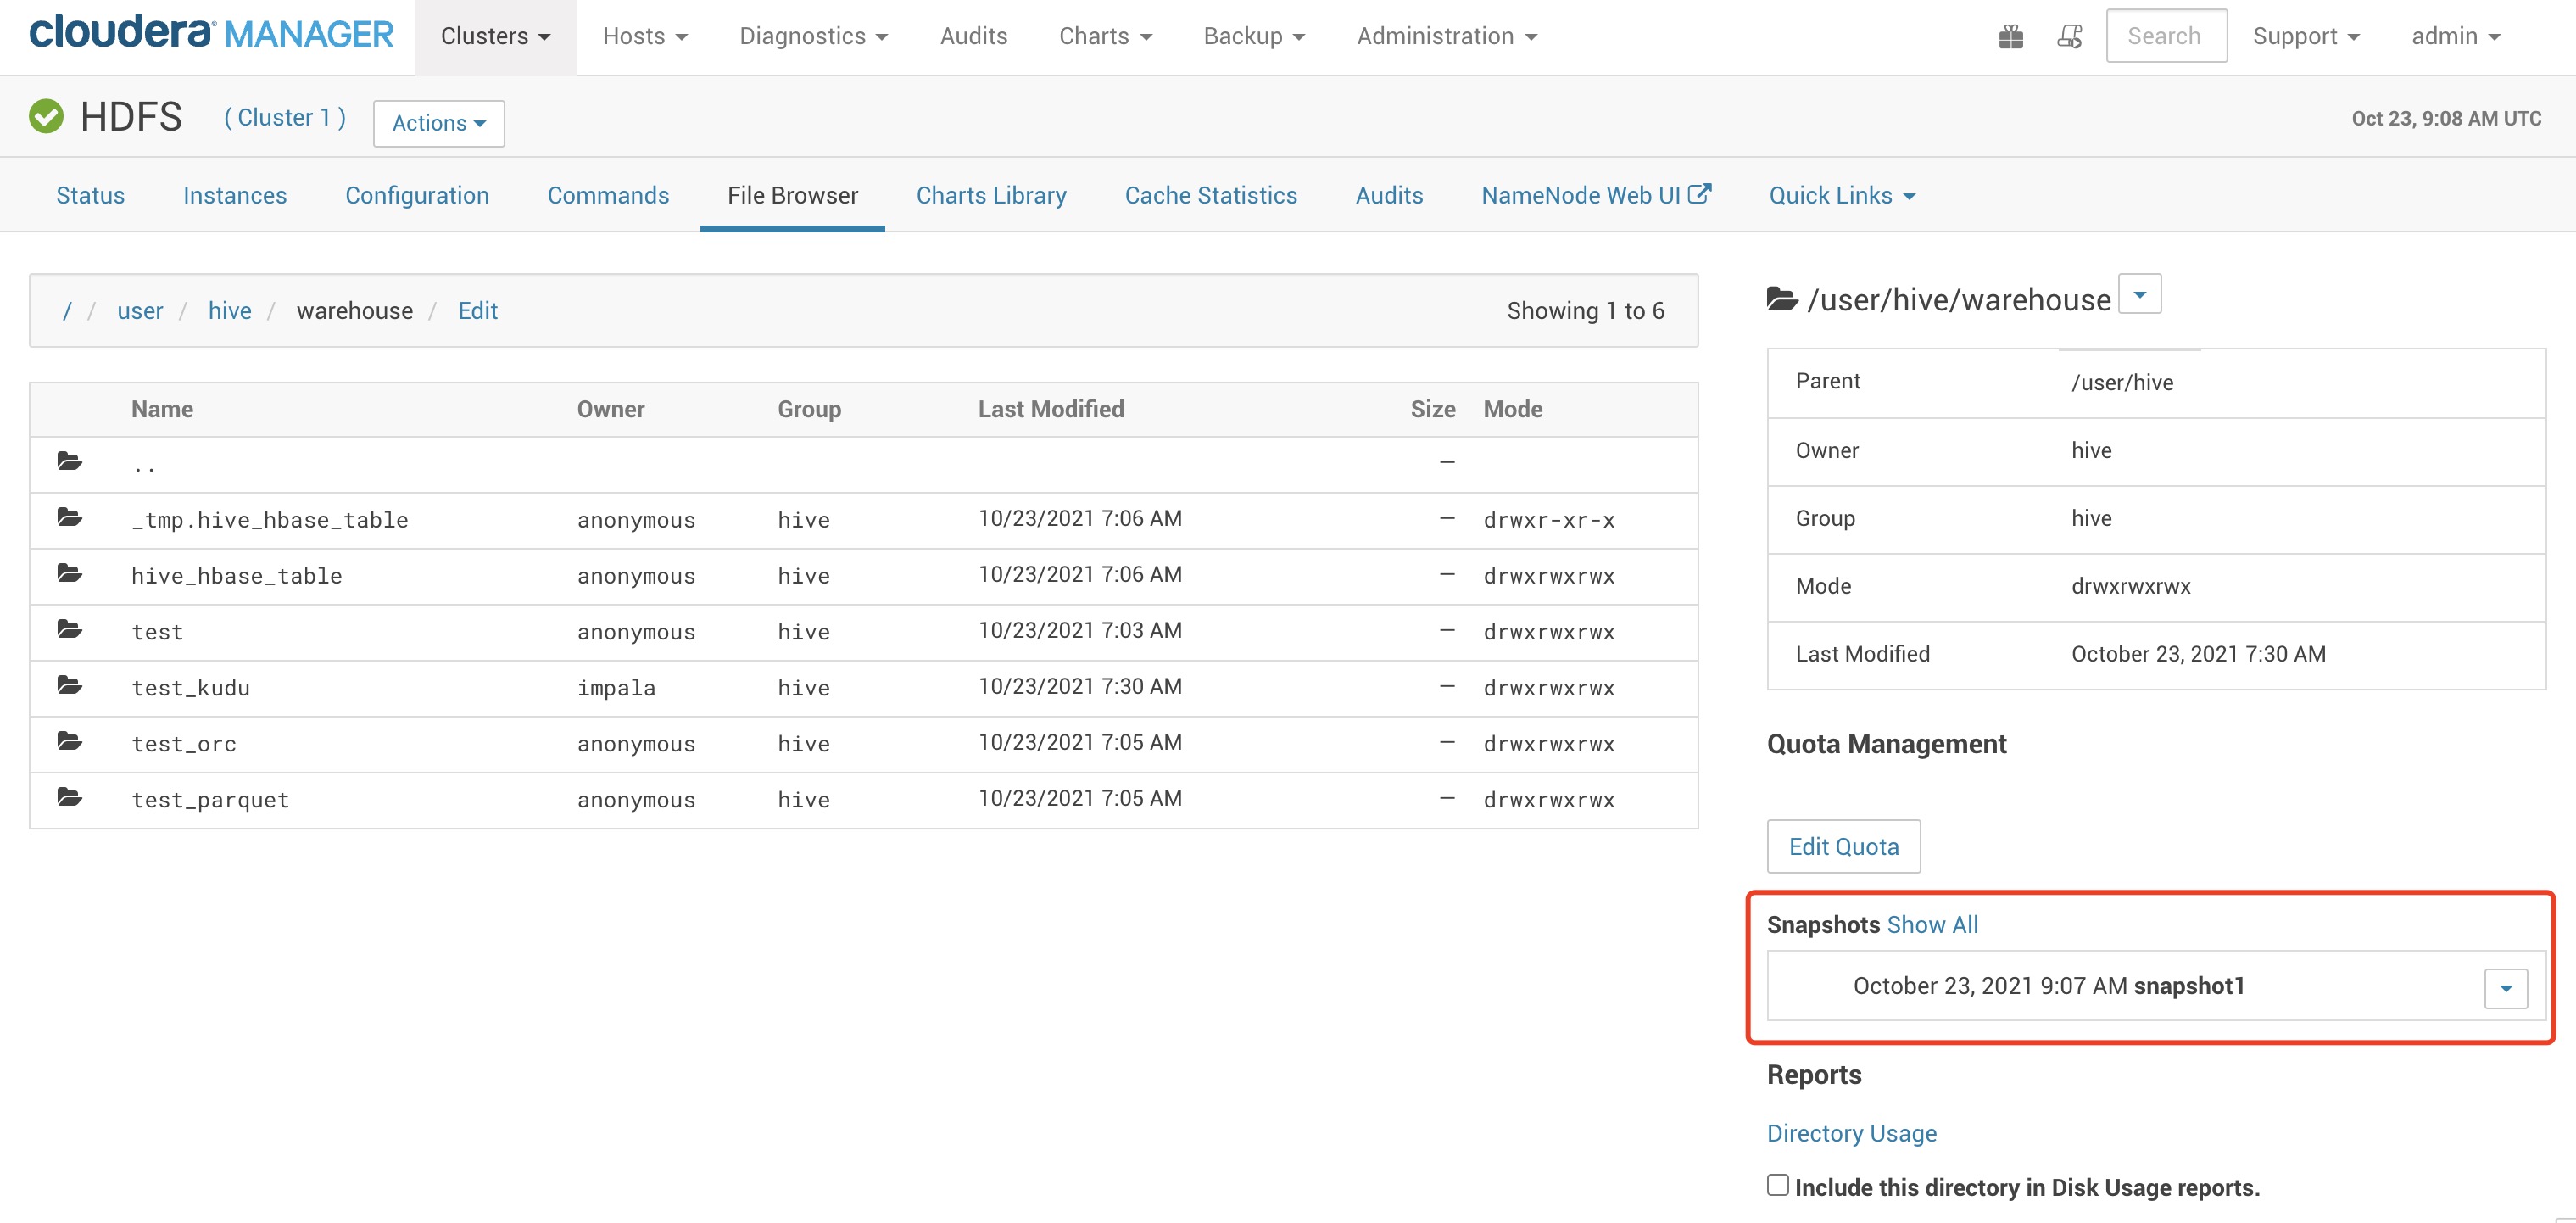 cloudera MANAGER Clusters Hosts Diagnostics Audits Charts Backup Administration Search Support admin
HDFS ( Cluster 1 ) Actions Oct 23, 9:08 AM UTC
Status Instances Configuration Commands File Browser Charts Library Cache Statistics Audits NameNode Web UI Quick Links
/ / user / hive / warehouse / Edit Showing 1 to 6
Name Owner Group Last Modified Size Mode
.. —
_tmp.hive_hbase_table anonymous hive 10/23/2021 7:06 AM — drwxr-xr-x
hive_hbase_table anonymous hive 10/23/2021 7:06 AM — drwxrwxrwx
test anonymous hive 10/23/2021 7:03 AM — drwxrwxrwx
test_kudu impala hive 10/23/2021 7:30 AM — drwxrwxrwx
test_orc anonymous hive 10/23/2021 7:05 AM — drwxrwxrwx
test_parquet anonymous hive 10/23/2021 7:05 AM — drwxrwxrwx
/user/hive/warehouse
Parent /user/hive
Owner hive
Group hive
Mode drwxrwxrwx
Last Modified October 23, 2021 7:30 AM
Quota Management
Edit Quota
Snapshots Show All
October 23, 2021 9:07 AM snapshot1
Reports
Directory Usage
Include this directory in Disk Usage reports.